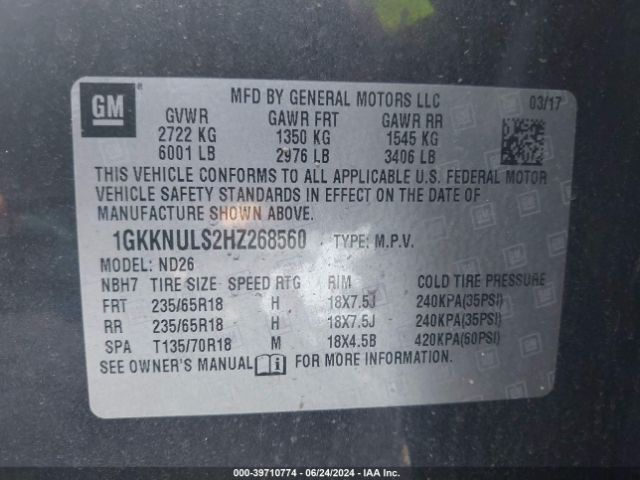 GM
MFD BY GENERAL MOTORS LLC 03/17
GVWR GAWR FRT GAWR RR
2722 KG 1350 KG 1545 KG
6001 LB 2976 LB 3406 LB
THIS VEHICLE CONFORMS TO ALL APPLICABLE U.S. FEDERAL MOTOR
VEHICLE SAFETY STANDARDS IN EFFECT ON THE DATE OF
MANUFACTURE SHOWN ABOVE.
1GKKNULS2HZ268560 TYPE: M.P.V.
MODEL: ND26
NBH7 TIRE SIZE SPEED RTG RIM COLD TIRE PRESSURE
FRT 235/65R18 H 18X7.5J 240KPA(35PSI)
RR 235/65R18 H 18X7.5J 240KPA(35PSI)
SPA T135/70R18 M 18X4.5B 420KPA(60PSI)
SEE OWNER'S MANUAL FOR MORE INFORMATION.
000-39710774 - 06/24/2024 - IAA Inc.